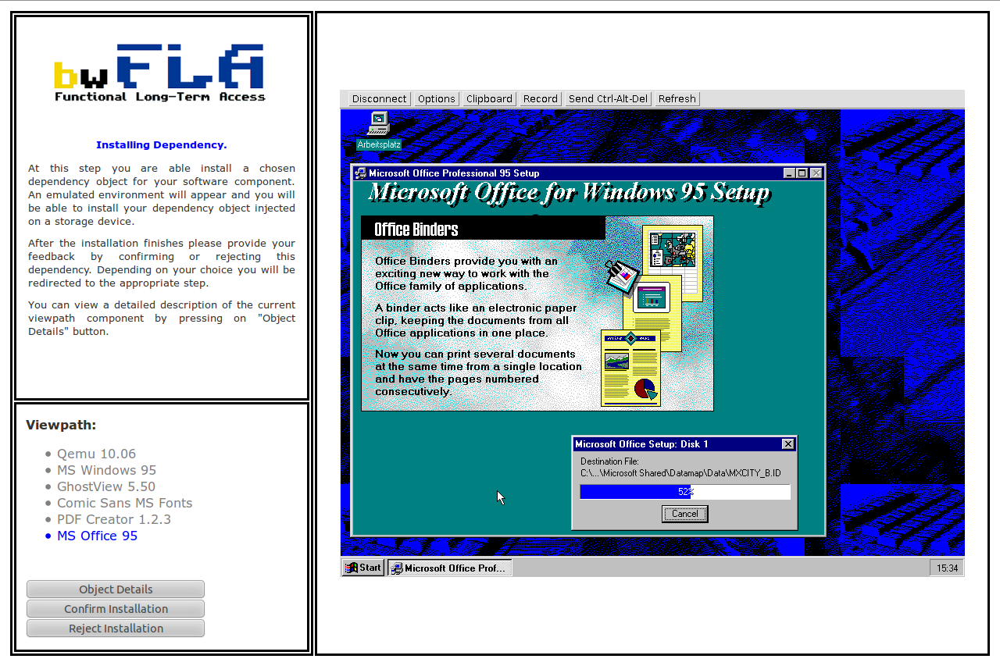 bwFLA
Functional Long-Term Access
Installing Dependency.
At this step you are able install a chosen
dependency object for your software component.
An emulated environment will appear and you will
be able to install your dependency object injected
on a storage device.
After the installation finishes please provide your
feedback by confirming or rejecting this
dependency. Depending on your choice you will be
redirected to the appropriate step.
You can view a detailed description of the current
viewpath component by pressing on "Object
Details" button.
Viewpath:
Qemu 10.06
MS Windows 95
GhostView 5.50
Comic Sans MS Fonts
PDF Creator 1.2.3
MS Office 95
Object Details
Confirm Installation
Reject Installation
Disconnect Options Clipboard Record Send Ctrl-Alt-Del Refresh
Arbeitsplatz
Microsoft Office Professional 95 Setup
Microsoft Office for Windows 95 Setup
Office Binders
Office Binders provide you with an
exciting new way to work with the
Office family of applications.
A binder acts like an electronic paper
clip, keeping the documents from all
Office applications in one place.
Now you can print several documents
at the same time from a single location
and have the pages numbered
consecutively.
Microsoft Office Setup: Disk 1
Destination File:
C:\...\Microsoft Shared\Datamap\Data\MXCITY_B.ID
52%
Cancel
Start Microsoft Office Prof... 15:34